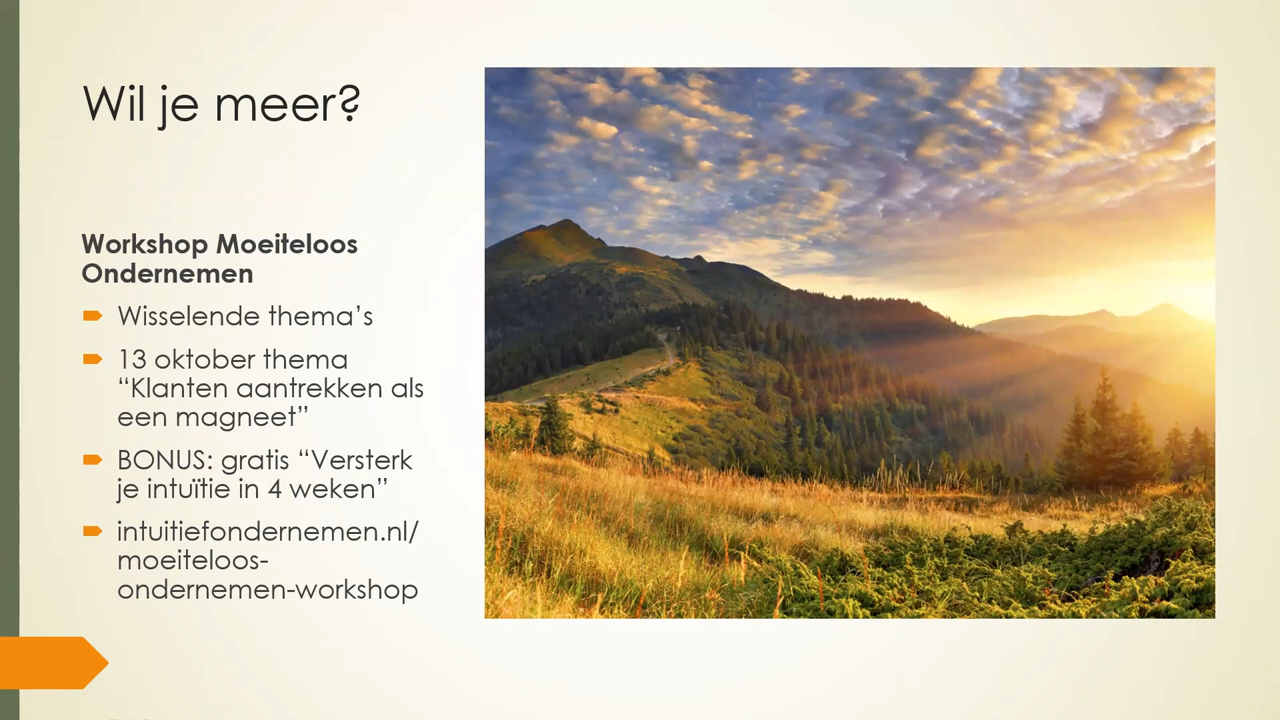 Wil je meer?
Workshop Moeiteloos
Ondernemen
Wisselende thema’s
13 oktober thema
“Klanten aantrekken als
een magneet”
BONUS: gratis “Versterk
je intuïtie in 4 weken”
intuitiefondernemen.nl/
moeiteloos-
ondernemen-workshop